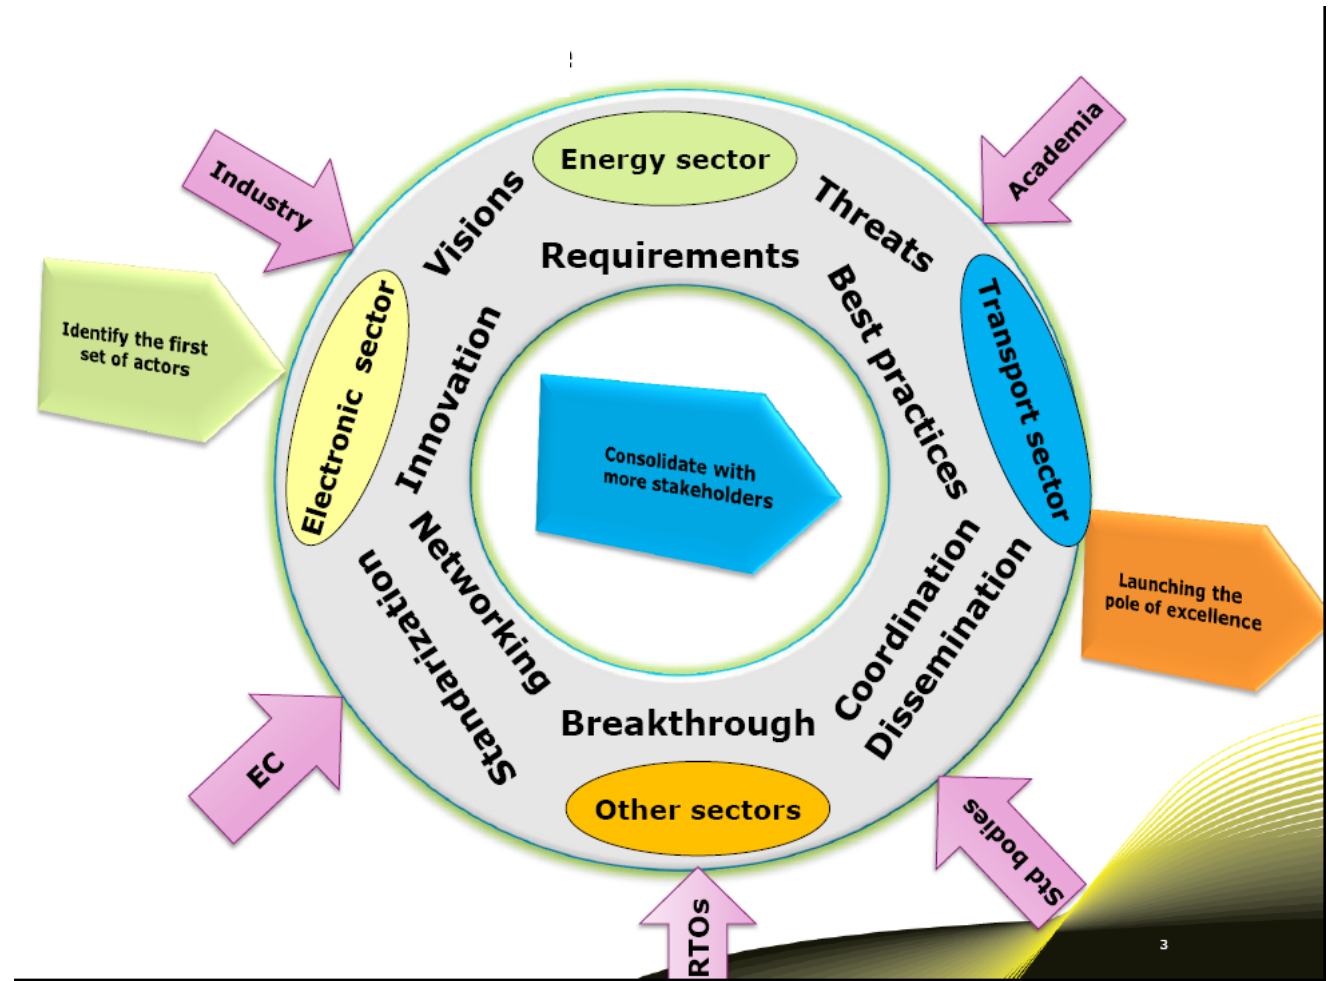 Industry
Academia
Energy sector
Visions
Threats
Requirements
Identify the first
set of actors
Electronic sector
Innovation
Best practices
Transport sector
Consolidate with
more stakeholders
Launching the
pole of excellence
Networking
Standarization
Coordination
Dissemination
Breakthrough
EC
Other sectors
Std bodies
RTOs
3